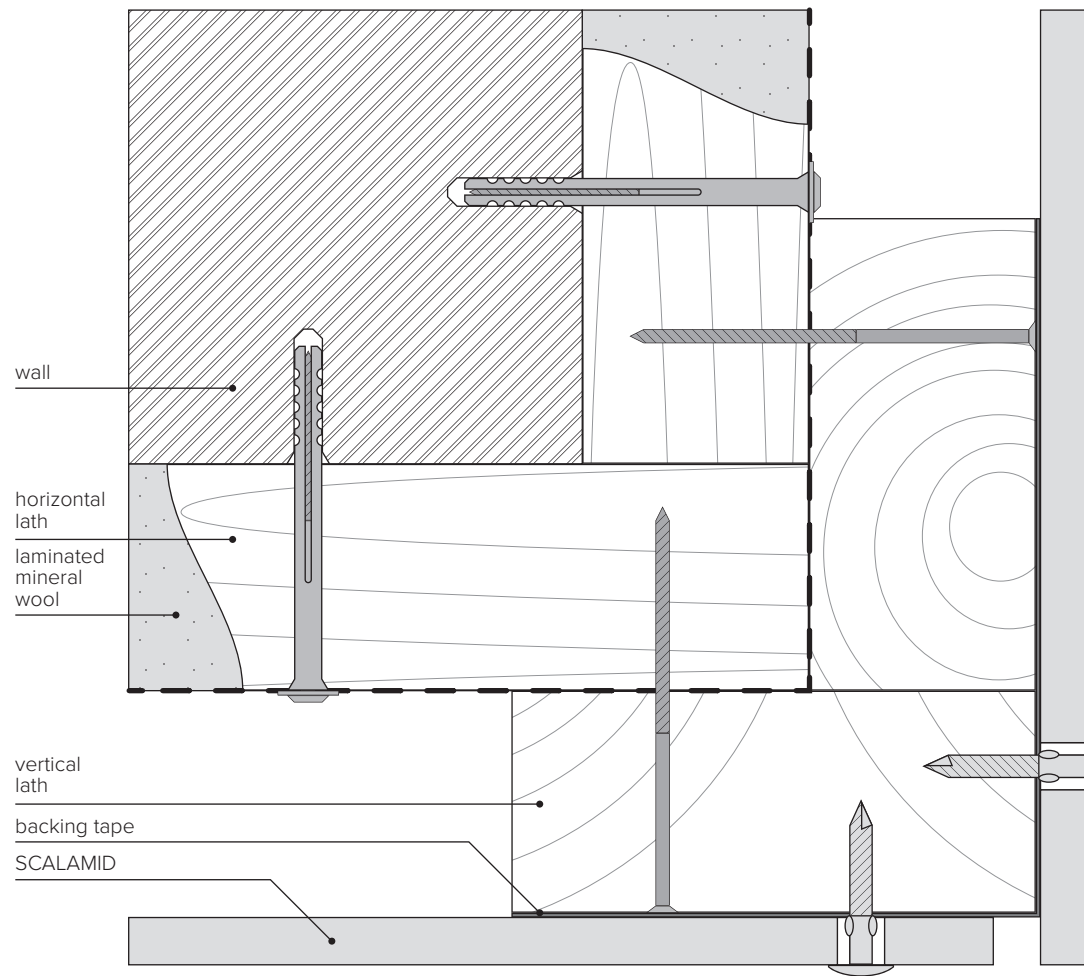 wall
horizontal
lath
laminated
mineral
wool
vertical
lath
backing tape
SCALAMID